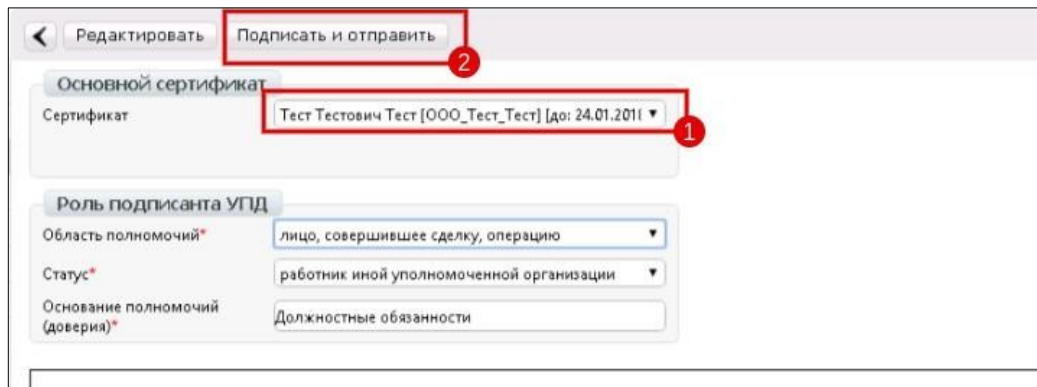 Редактировать Подписать и отправить
2
Основной сертификат
Сертификат Тест Тестович Тест [ООО_Тест_Тест] [до: 24.01.201
1
Роль подписанта УПД
Область полномочий* лицо, совершившее сделку, операцию
Статус* работник иной уполномоченной организации
Основание полномочий
(доверия)* Должностные обязанности